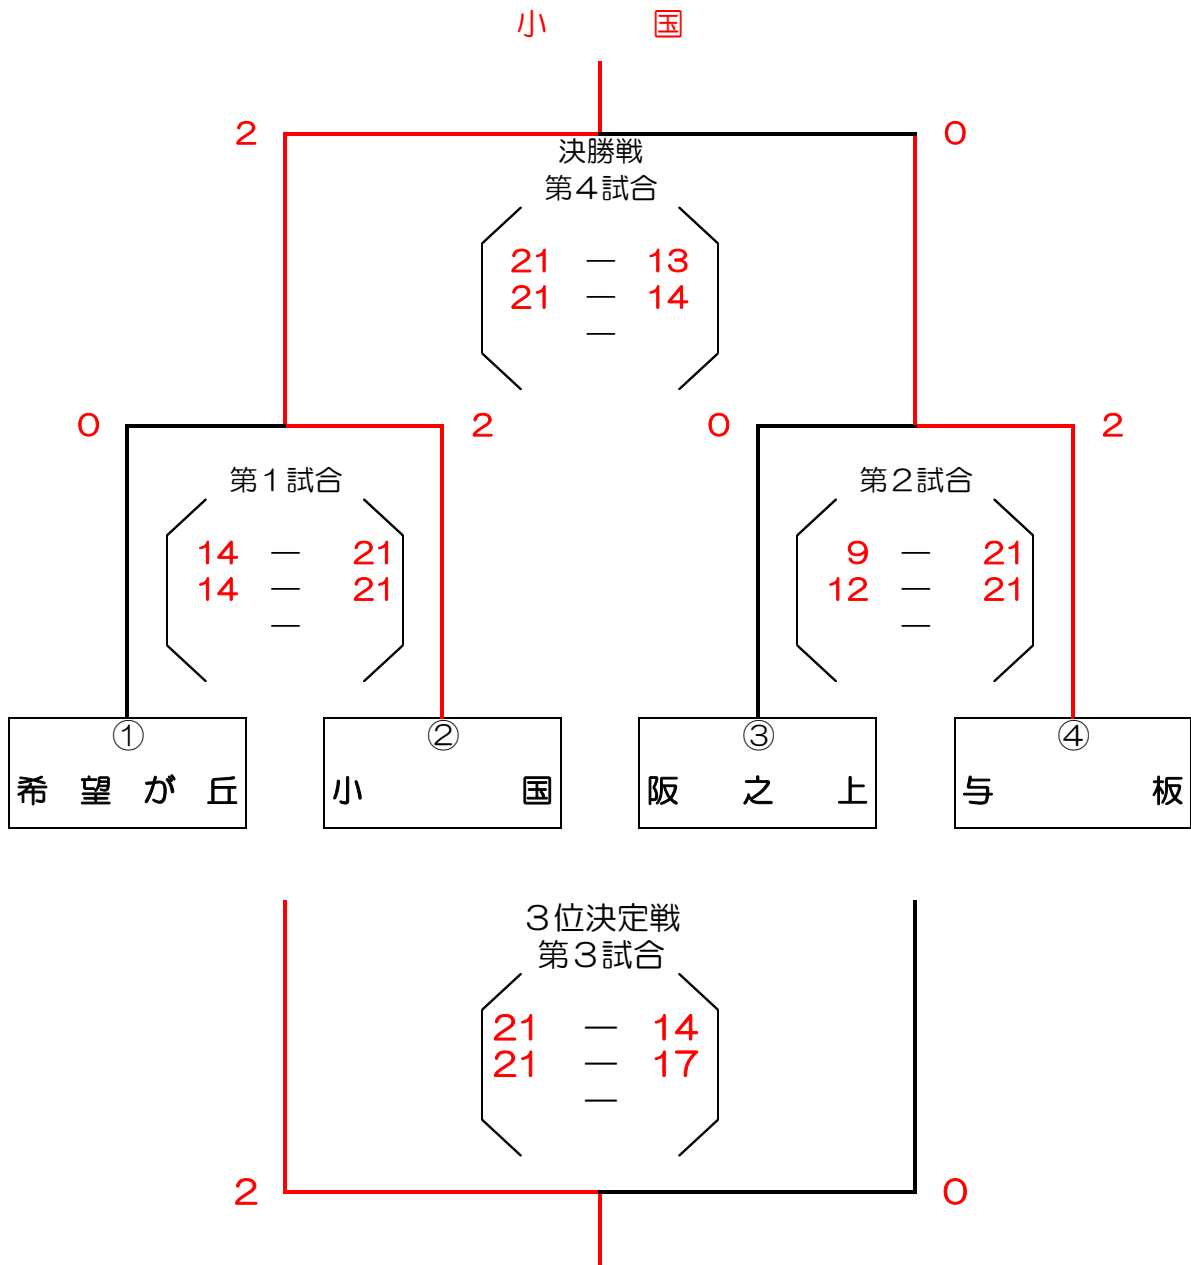 小 国
2 0
決勝戦
第4試合
21 ― 13
21 ― 14
―
0 2 0 2
第1試合 第2試合
14 ― 21 9 ― 21
14 ― 21 12 ― 21
― ―
① ② ③ ④
希望が丘 小国 阪之上 与板
3位決定戦
第3試合
21 ― 14
21 ― 17
―
2 0